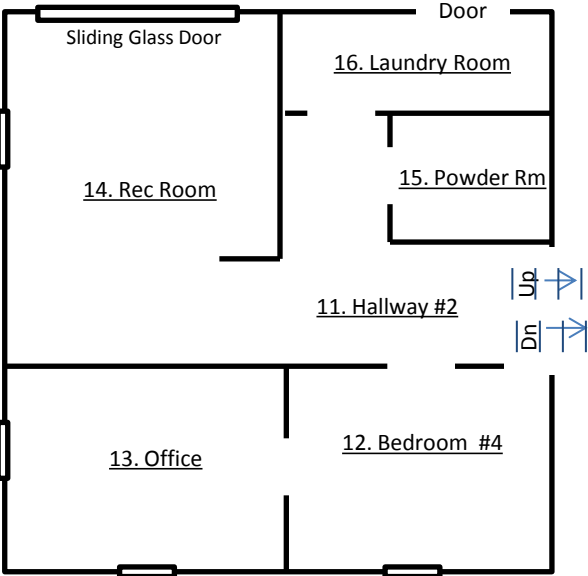 Door
Sliding Glass Door
16. Laundry Room
14. Rec Room
15. Powder Rm
Up
11. Hallway #2
Dn
12. Bedroom #4
13. Office